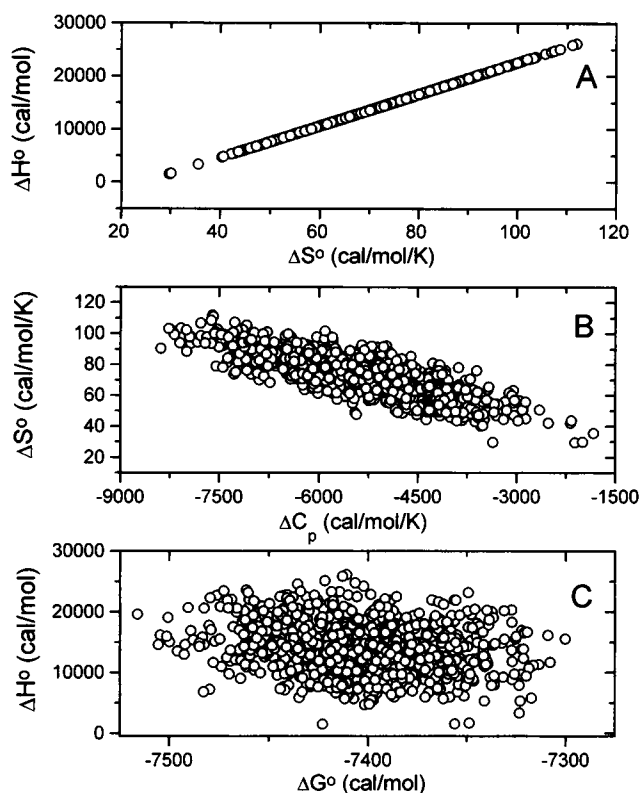 30000
20000
10000
0
ΔHº (cal/mol)
A
20 40 60 80 100 120
ΔSº (cal/mol/K)
120
100
80
60
40
20
ΔSº (cal/mol/K)
B
-9000 -7500 -6000 -4500 -3000 -1500
ΔCp (cal/mol/K)
30000
20000
10000
0
ΔHº (cal/mol)
C
-7500 -7400 -7300
ΔGº (cal/mol)